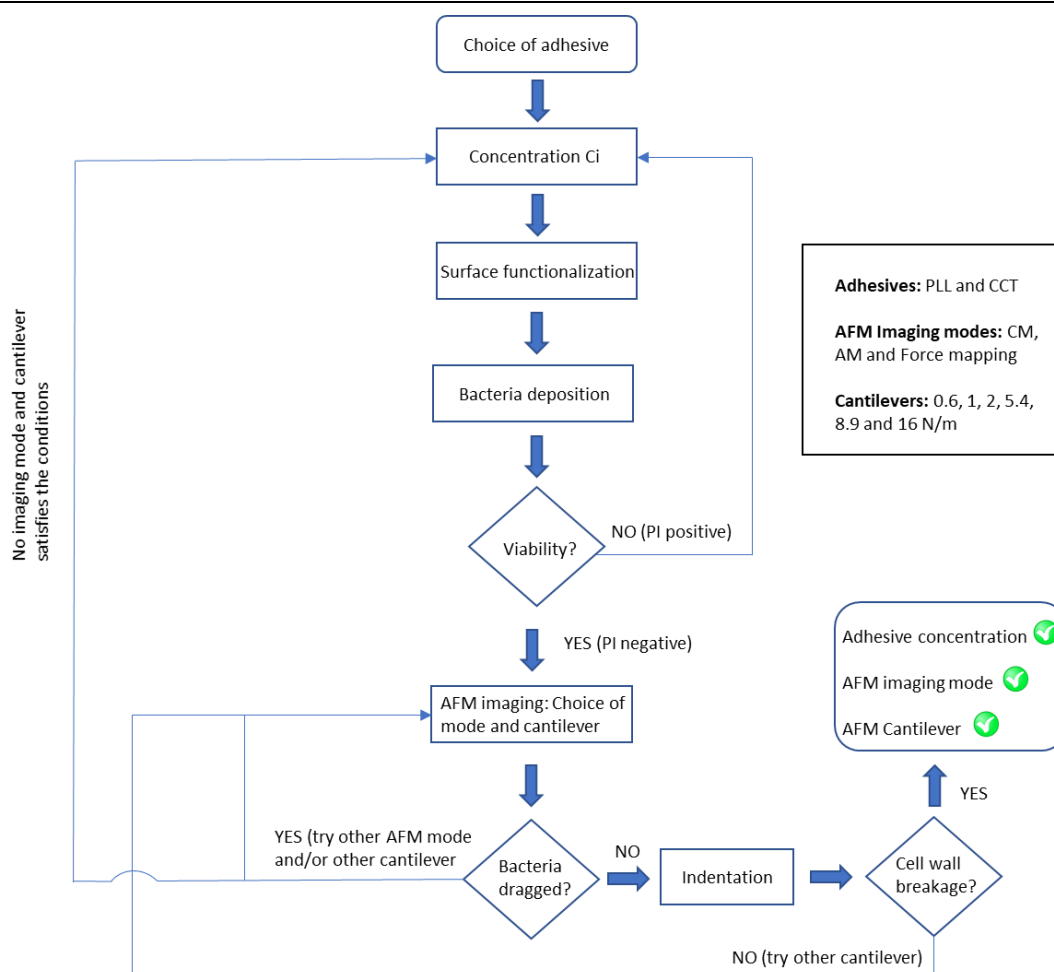 Choice of adhesive
Concentration Ci
Surface functionalization
Bacteria deposition
Viability?
NO (PI positive)
YES (PI negative)
AFM imaging: Choice of
mode and cantilever
YES (try other AFM mode
and/or other cantilever
Bacteria
dragged?
NO
Indentation
Cell wall
breakage?
YES
NO (try other cantilever)
Adhesive concentration
AFM imaging mode
AFM Cantilever
Adhesives: PLL and CCT
AFM Imaging modes: CM,
AM and Force mapping
Cantilevers: 0.6, 1, 2, 5.4,
8.9 and 16 N/m
No imaging mode and cantilever
satisfies the conditions